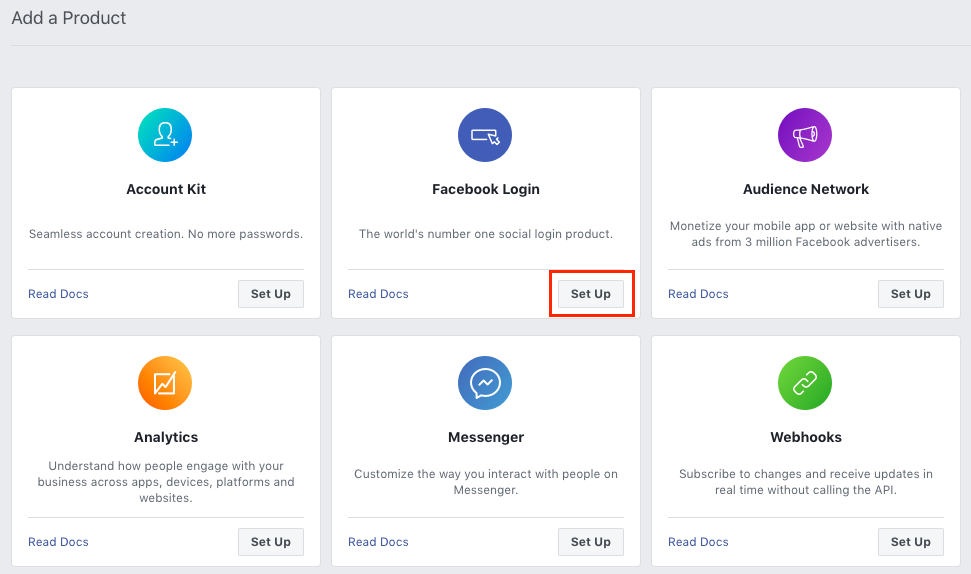 Add a Product
Account Kit
Seamless account creation. No more passwords.
Read Docs
Set Up
Facebook Login
The world's number one social login product.
Read Docs
Set Up
Audience Network
Monetize your mobile app or website with native
ads from 3 million Facebook advertisers.
Read Docs
Set Up
Analytics
Understand how people engage with your
business across apps, devices, platforms and
websites.
Read Docs
Set Up
Messenger
Customize the way you interact with people on
Messenger.
Read Docs
Set Up
Webhooks
Subscribe to changes and receive updates in
real time without calling the API.
Read Docs
Set Up